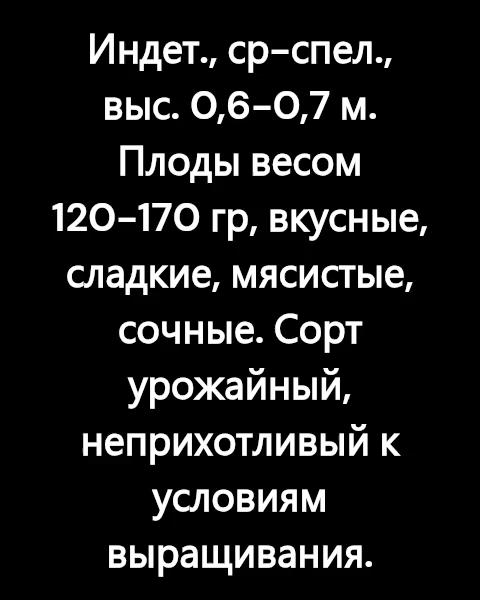 Индет., ср-спел.,
выс. 0,6-0,7 м.
Плоды весом
120-170 гр, вкусные,
сладкие, мясистые,
сочные. Сорт
урожайный,
неприхотливый к
условиям
выращивания.